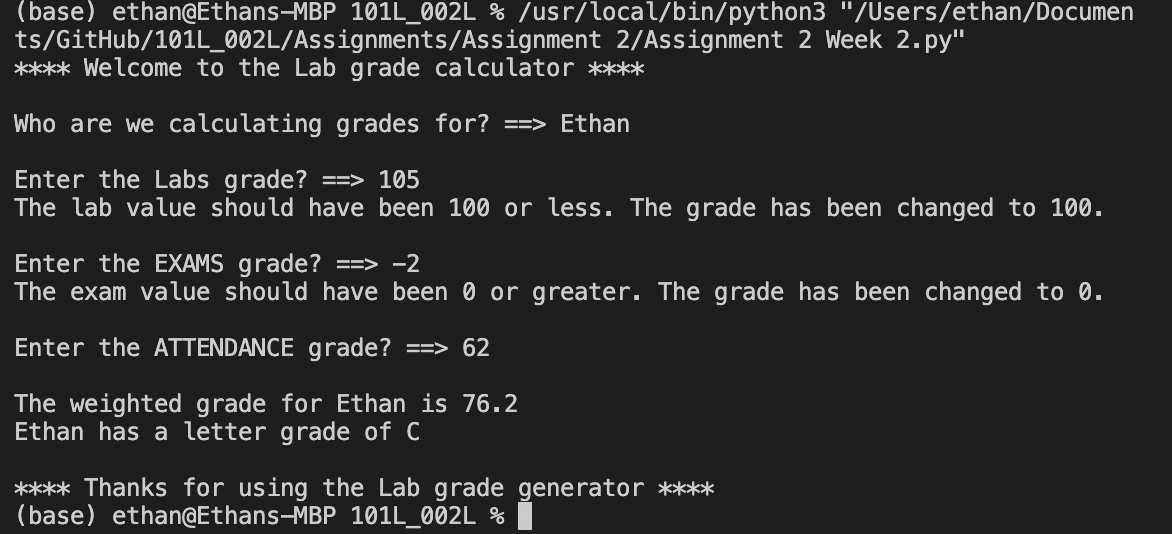 (base) ethan@Ethans-MBP 101L_002L % /usr/local/bin/python3 "/Users/ethan/Documen
ts/GitHub/101L_002L/Assignments/Assignment 2/Assignment 2 Week 2.py"
**** Welcome to the Lab grade calculator ****
Who are we calculating grades for? ==> Ethan
Enter the Labs grade? ==> 105
The lab value should have been 100 or less. The grade has been changed to 100.
Enter the EXAMS grade? ==> -2
The exam value should have been 0 or greater. The grade has been changed to 0.
Enter the ATTENDANCE grade? ==> 62
The weighted grade for Ethan is 76.2
Ethan has a letter grade of C
**** Thanks for using the Lab grade generator ****
(base) ethan@Ethans-MBP 101L_002L %